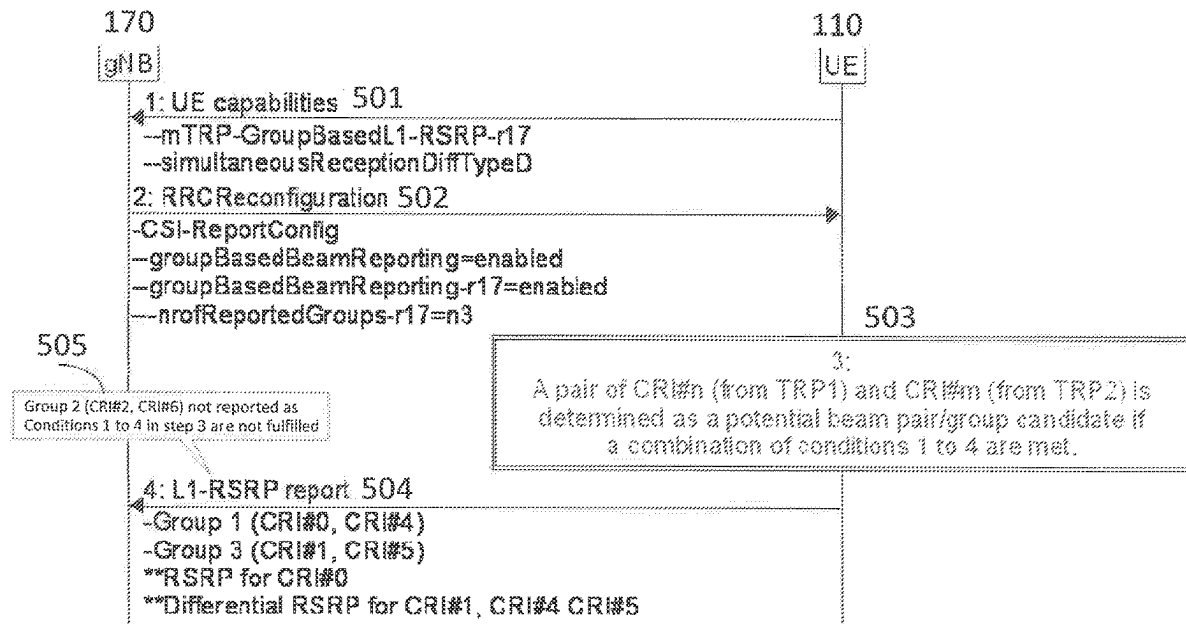 170
110
gNB
UE
1: UE capabilities 501
--mTRP-GroupBasedL1-RSRP-r17
--simultaneousReceptionDiffTypeD
2: RRCReconfiguration 502
-CSI-ReportConfig
--groupBasedBeamReporting=enabled
--groupBasedBeamReporting-r17=enabled
---nrofReportedGroups-r17=n3
503
505
3:
A pair of CRI#n (from TRP1) and CRI#m (from TRP2) is
determined as a potential beam pair/group candidate if
a combination of conditions 1 to 4 are met.
Group 2 (CRI#2, CRI#6) not reported as
Conditions 1 to 4 in step 3 are not fulfilled
4: L1-RSRP report 504
-Group 1 (CRI#0, CRI#4)
-Group 3 (CRI#1, CRI#5)
**RSRP for CRI#0
**Differential RSRP for CRI#1, CRI#4 CRI#5